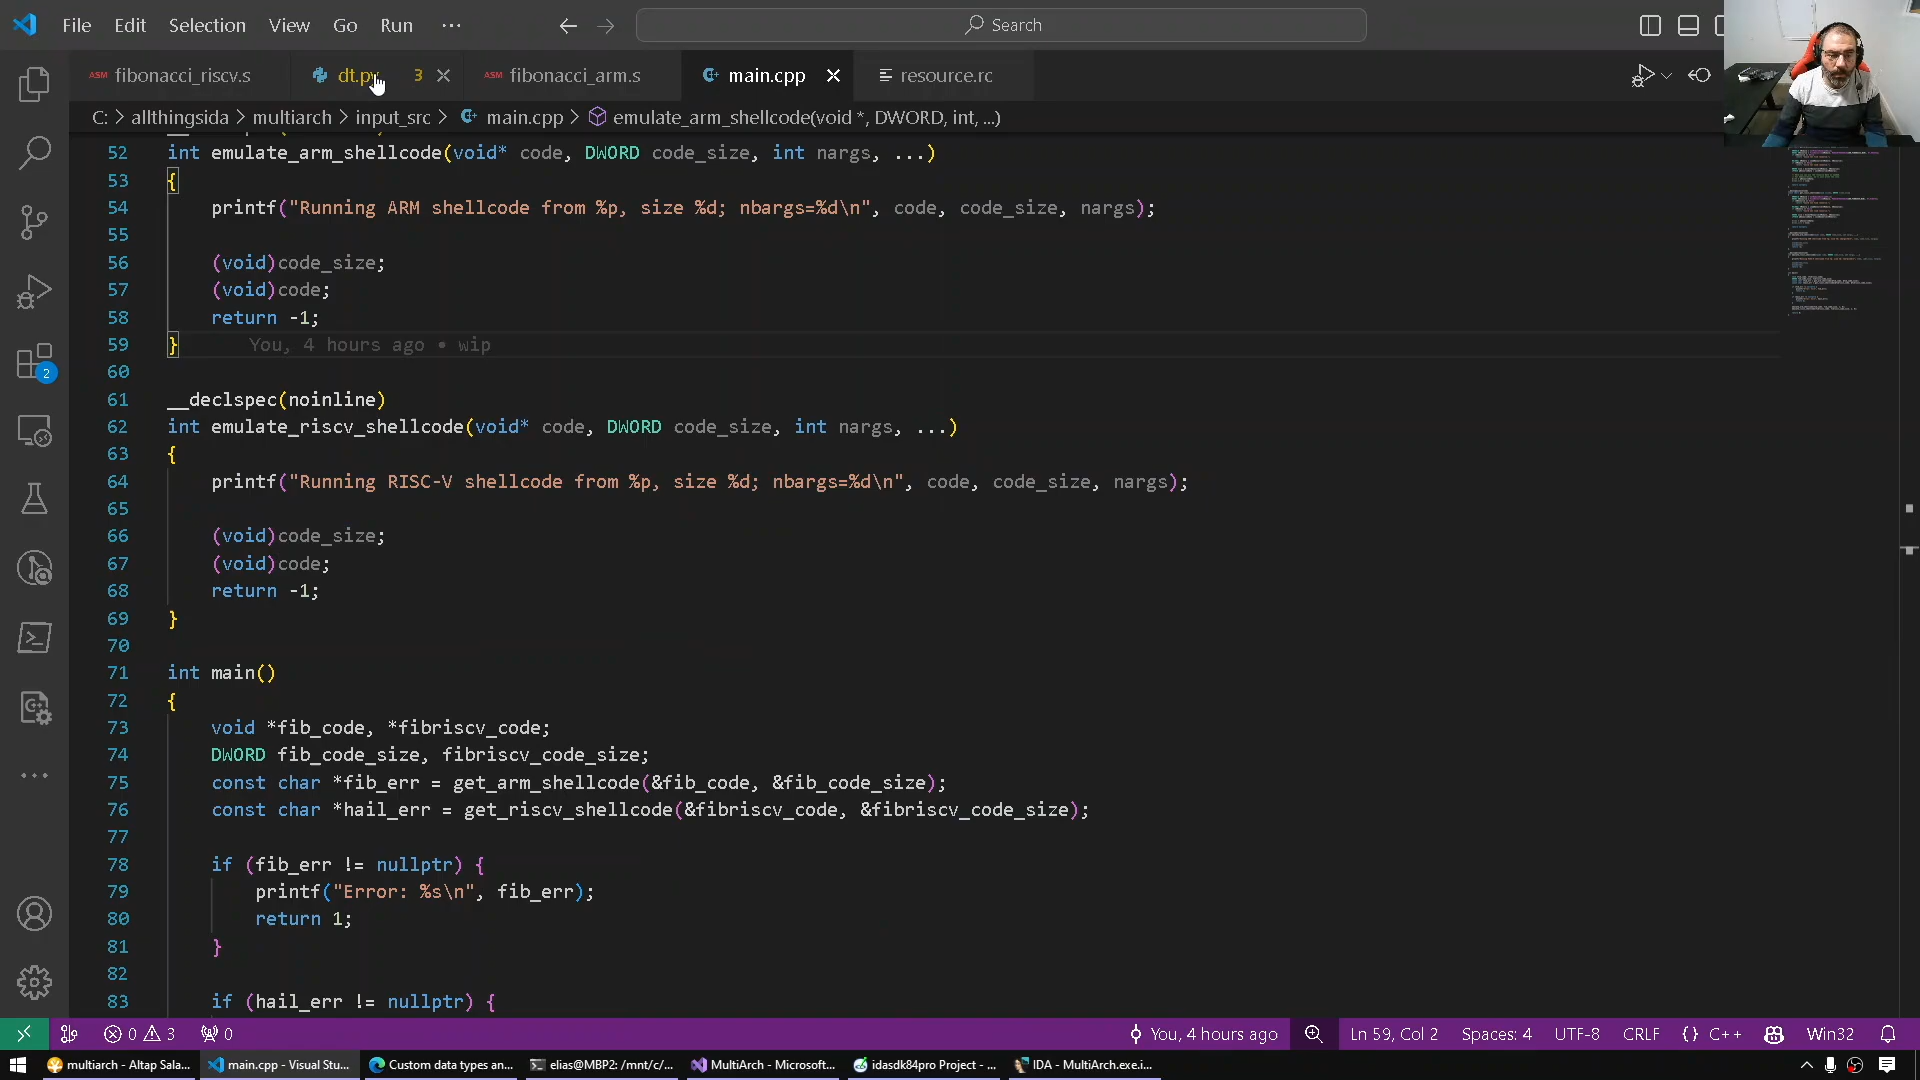 File Edit Selection View Go Run ··· Search
ASM fibonacci_riscv.s dt.py 3 ASM fibonacci_arm.s main.cpp resource.rc
C: > allthingsida > multiarch > input_src > main.cpp > emulate_arm_shellcode(void *, DWORD, int, ...)
52 int emulate_arm_shellcode(void* code, DWORD code_size, int nargs, ...)
53 {
54 printf("Running ARM shellcode from %p, size %d; nbargs=%d\n", code, code_size, nargs);
55
56 (void)code_size;
57 (void)code;
58 return -1;
59 } You, 4 hours ago • wip
60
61 __declspec(noinline)
62 int emulate_riscv_shellcode(void* code, DWORD code_size, int nargs, ...)
63 {
64 printf("Running RISC-V shellcode from %p, size %d; nbargs=%d\n", code, code_size, nargs);
65
66 (void)code_size;
67 (void)code;
68 return -1;
69 }
70
71 int main()
72 {
73 void *fib_code, *fibriscv_code;
74 DWORD fib_code_size, fibriscv_code_size;
75 const char *fib_err = get_arm_shellcode(&fib_code, &fib_code_size);
76 const char *hail_err = get_riscv_shellcode(&fibriscv_code, &fibriscv_code_size);
77
78 if (fib_err != nullptr) {
79 printf("Error: %s\n", fib_err);
80 return 1;
81 }
82
83 if (hail_err != nullptr) {
2
0 3 0 You, 4 hours ago Ln 59, Col 2 Spaces: 4 UTF-8 CRLF {} C++ Win32
multiarch - Altap Sala... main.cpp - Visual Stu... Custom data types an... elias@MBP2: /mnt/c/... MultiArch - Microsoft... idasdk84pro Project - ... IDA - MultiArch.exe.i...